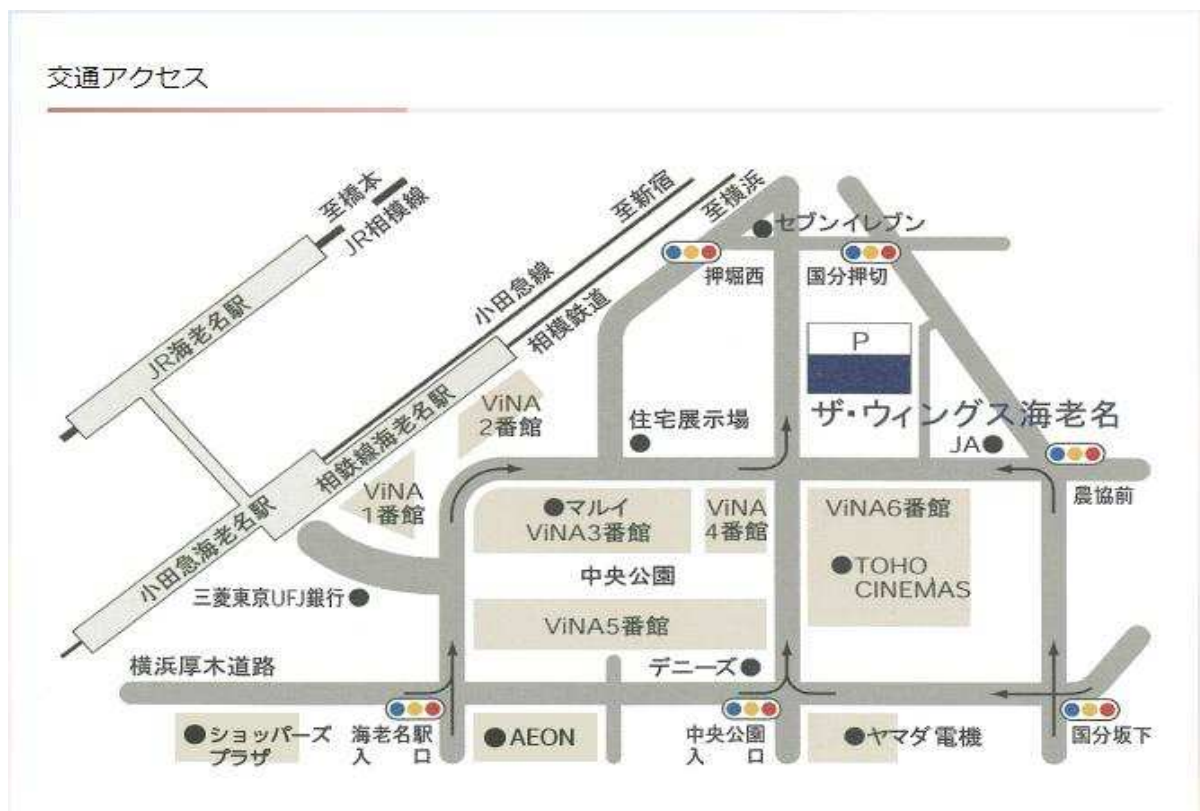 交通アクセス
至橋本
JR相模線
至新宿
至横浜
セブンイレブン
押堀西
国分押切
JR海老名駅
小田急線
相模鉄道
P
ViNA
2番館
住宅展示場
ザ・ウィングス海老名
JA
相鉄線海老名駅
農協前
ViNA
1番館
マルイ
ViNA3番館
ViNA
4番館
ViNA6番館
小田急海老名駅
中央公園
TOHO
CINEMAS
三菱東京UFJ銀行
ViNA5番館
横浜厚木道路
デニーズ
ショッパーズ
プラザ
海老名駅
入 口
AEON
中央公園
入 口
ヤマダ電機
国分坂下